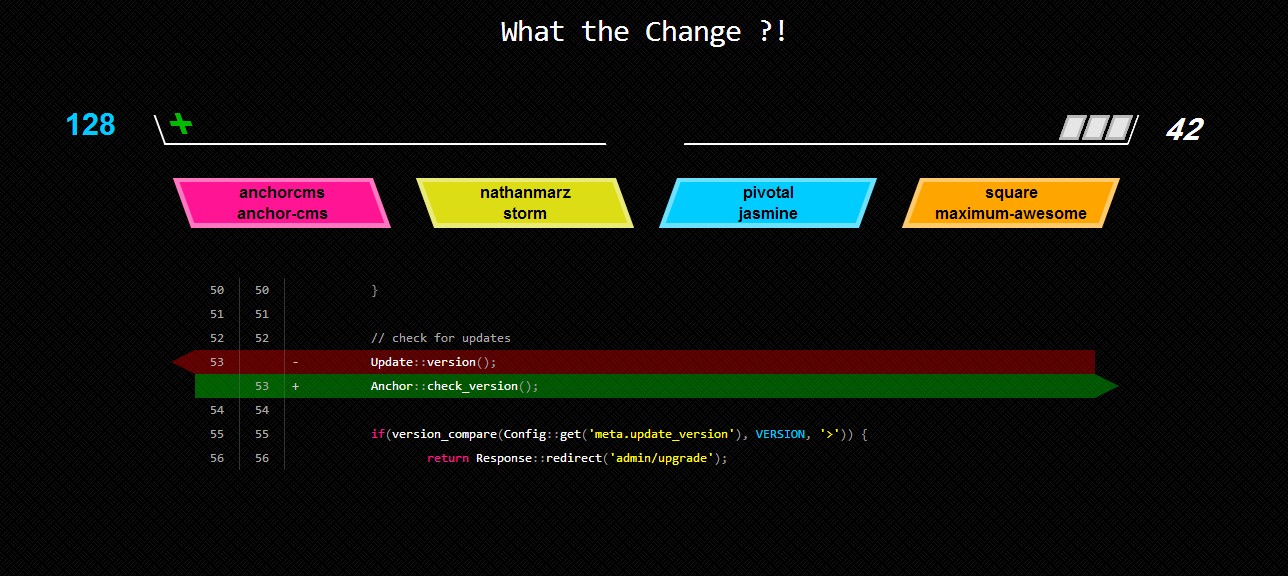 What the Change ?!
128
42
anchorcms
anchor-cms
nathanmarz
storm
pivotal
jasmine
square
maximum-awesome
50 50 }
51 51
52 52 // check for updates
53 - Update::version();
53 + Anchor::check_version();
54 54
55 55 if(version_compare(Config::get('meta.update_version'), VERSION, '>')) {
56 56 return Response::redirect('admin/upgrade');